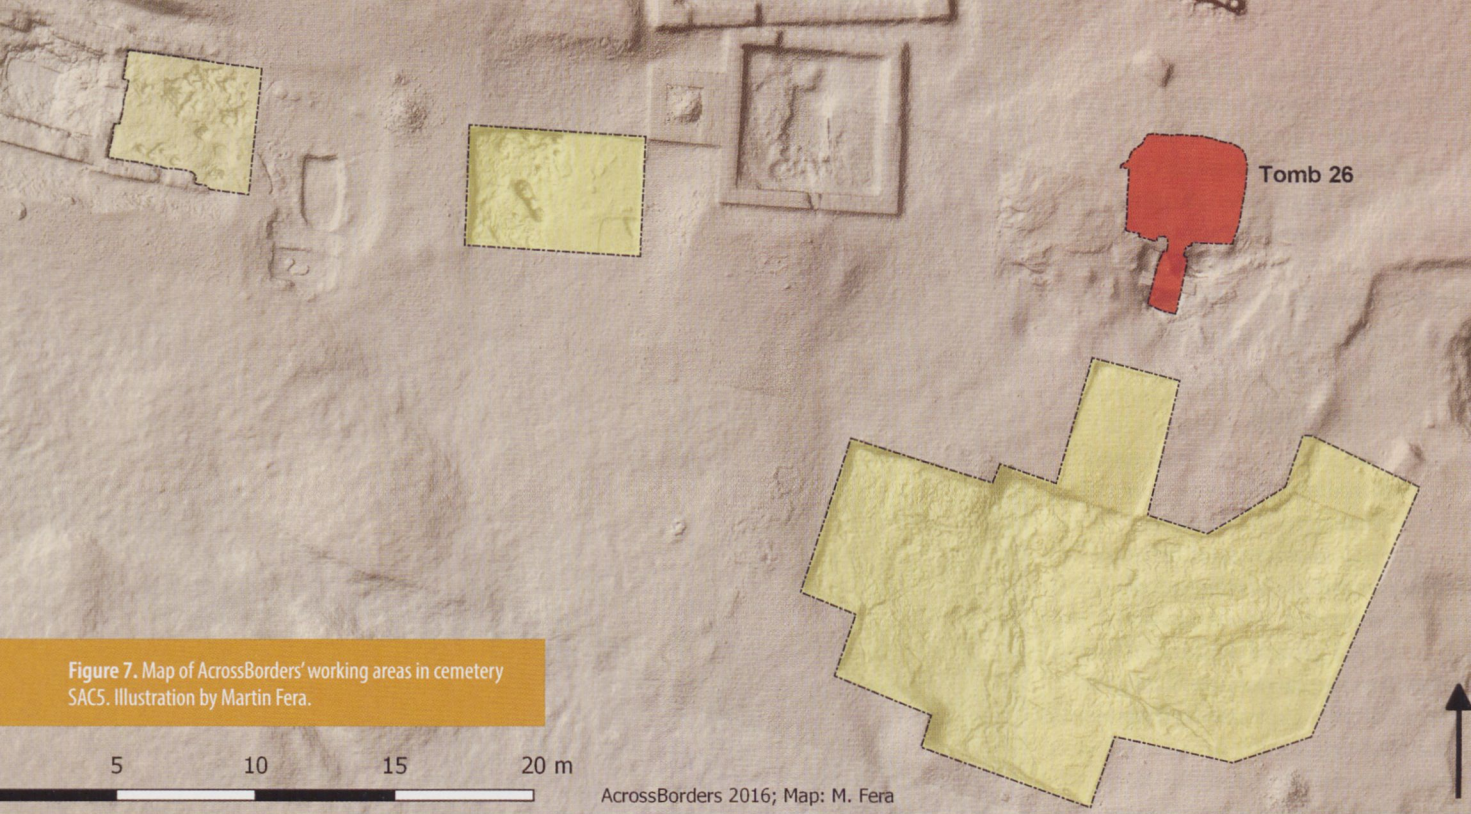 Tomb 26
Figure 7. Map of AcrossBorders' working areas in cemetery
SAC5. Illustration by Martin Fera.
5 10 15 20 m
AcrossBorders 2016; Map: M. Fera